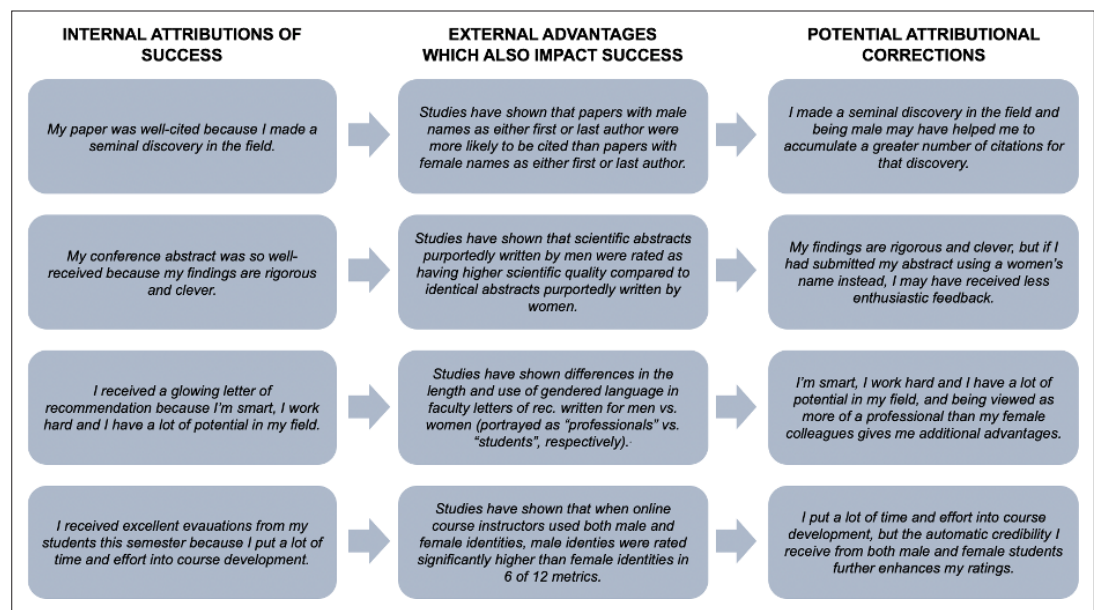 INTERNAL ATTRIBUTIONS OF
SUCCESS
EXTERNAL ADVANTAGES
WHICH ALSO IMPACT SUCCESS
POTENTIAL ATTRIBUTIONAL
CORRECTIONS
My paper was well-cited because I made a
seminal discovery in the field.
Studies have shown that papers with male
names as either first or last author were
more likely to be cited than papers with
female names as either first or last author.
I made a seminal discovery in the field and
being male may have helped me to
accumulate a greater number of citations for
that discovery.
My conference abstract was so well-
received because my findings are rigorous
and clever.
Studies have shown that scientific abstracts
purportedly written by men were rated as
having higher scientific quality compared to
identical abstracts purportedly written by
women.
My findings are rigorous and clever, but if I
had submitted my abstract using a women's
name instead, I may have received less
enthusiastic feedback.
I received a glowing letter of
recommendation because I'm smart, I work
hard and I have a lot of potential in my field.
Studies have shown differences in the
length and use of gendered language in
faculty letters of rec. written for men vs.
women (portrayed as "professionals" vs.
"students", respectively).
I'm smart, I work hard and I have a lot of
potential in my field, and being viewed as
more of a professional than my female
colleagues gives me additional advantages.
I received excellent evauations from my
students this semester because I put a lot of
time and effort into course development.
Studies have shown that when online
course instructors used both male and
female identities, male identies were rated
significantly higher than female identities in
6 of 12 metrics.
I put a lot of time and effort into course
development, but the automatic credibility I
receive from both male and female students
further enhances my ratings.